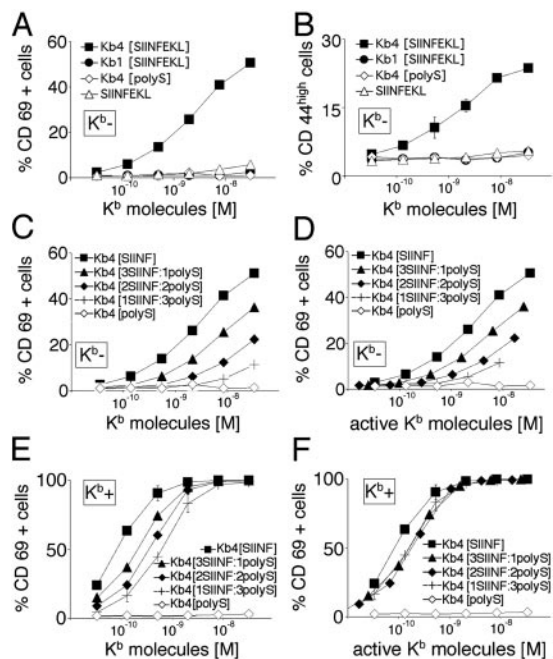 A
% CD 69 + cells
60
40
20
0
Kb4 [SIINFEKL]
Kb1 [SIINFEKL]
Kb4 [polyS]
SIINFEKL
Kb-
10-10
10-9
10-8
Kb molecules [M]
B
% CD 44high cells
30
15
0
Kb4 [SIINFEKL]
Kb1 [SIINFEKL]
Kb4 [polyS]
SIINFEKL
Kb-
10-10
10-9
10-8
Kb molecules [M]
C
% CD 69 + cells
60
40
20
0
Kb4 [SIINF]
Kb4 [3SIINF:1polyS]
Kb4 [2SIINF:2polyS]
Kb4 [1SIINF:3polyS]
Kb4 [polyS]
Kb-
10-10
10-9
10-8
Kb molecules [M]
D
% CD 69 + cells
60
40
20
0
Kb4 [SIINF]
Kb4 [3SIINF:1polyS]
Kb4 [2SIINF:2polyS]
Kb4 [1SIINF:3polyS]
Kb4 [polyS]
Kb-
10-10
10-9
10-8
active Kb molecules [M]
E
% CD 69 + cells
100
50
0
Kb+
Kb4[SIINF]
Kb4[3SIINF:1polyS]
Kb4[2SIINF:2polyS]
Kb4[1SIINF:3polyS]
Kb4[polyS]
10-10
10-9
10-8
Kb molecules [M]
F
% CD 69 + cells
100
50
0
Kb+
Kb4[SIINF]
Kb4 [3SIINF:1polyS]
Kb4 [2SIINF:2polyS]
Kb4 [1SIINF:3polyS]
Kb4 [polyS]
10-10
10-9
10-8
active Kb molecules [M]